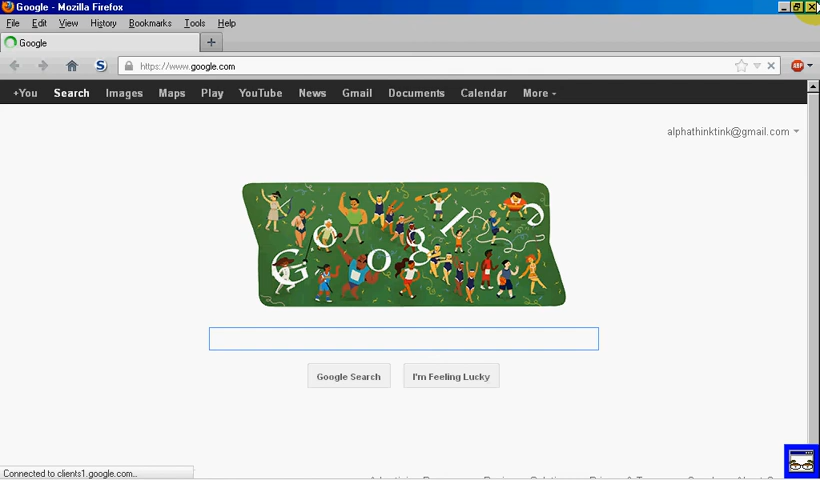 Google - Mozilla Firefox
File Edit View History Bookmarks Tools Help
Google
https://www.google.com
ABP
+You Search Images Maps Play YouTube News Gmail Documents Calendar More
alphathinktink@gmail.com
Google
Google Search I'm Feeling Lucky
Connected to clients1.google.com...